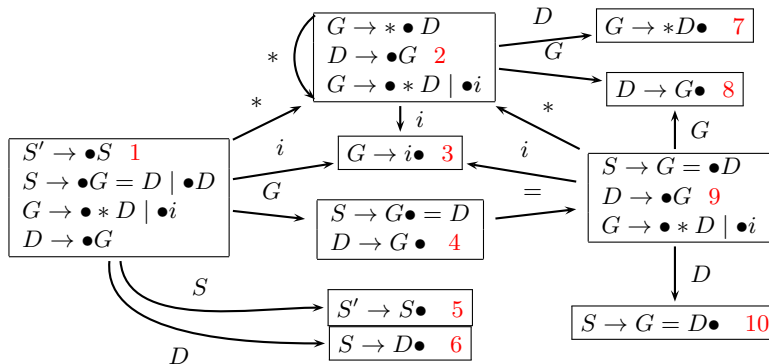 G → * ● D
D → ●G 2
G → ● * D | ●i
D
G → *D● 7
G
D → G● 8
*
*
i
*
G
S′ → ●S 1
S → ●G = D | ●D
G → ● * D | ●i
D → ●G
i
G → i● 3
i
S → G = ●D
D → ●G 9
G → ● * D | ●i
G
=
S → G● = D
D → G ● 4
S
D
S′ → S● 5
S → D● 6
D
S → G = D● 10